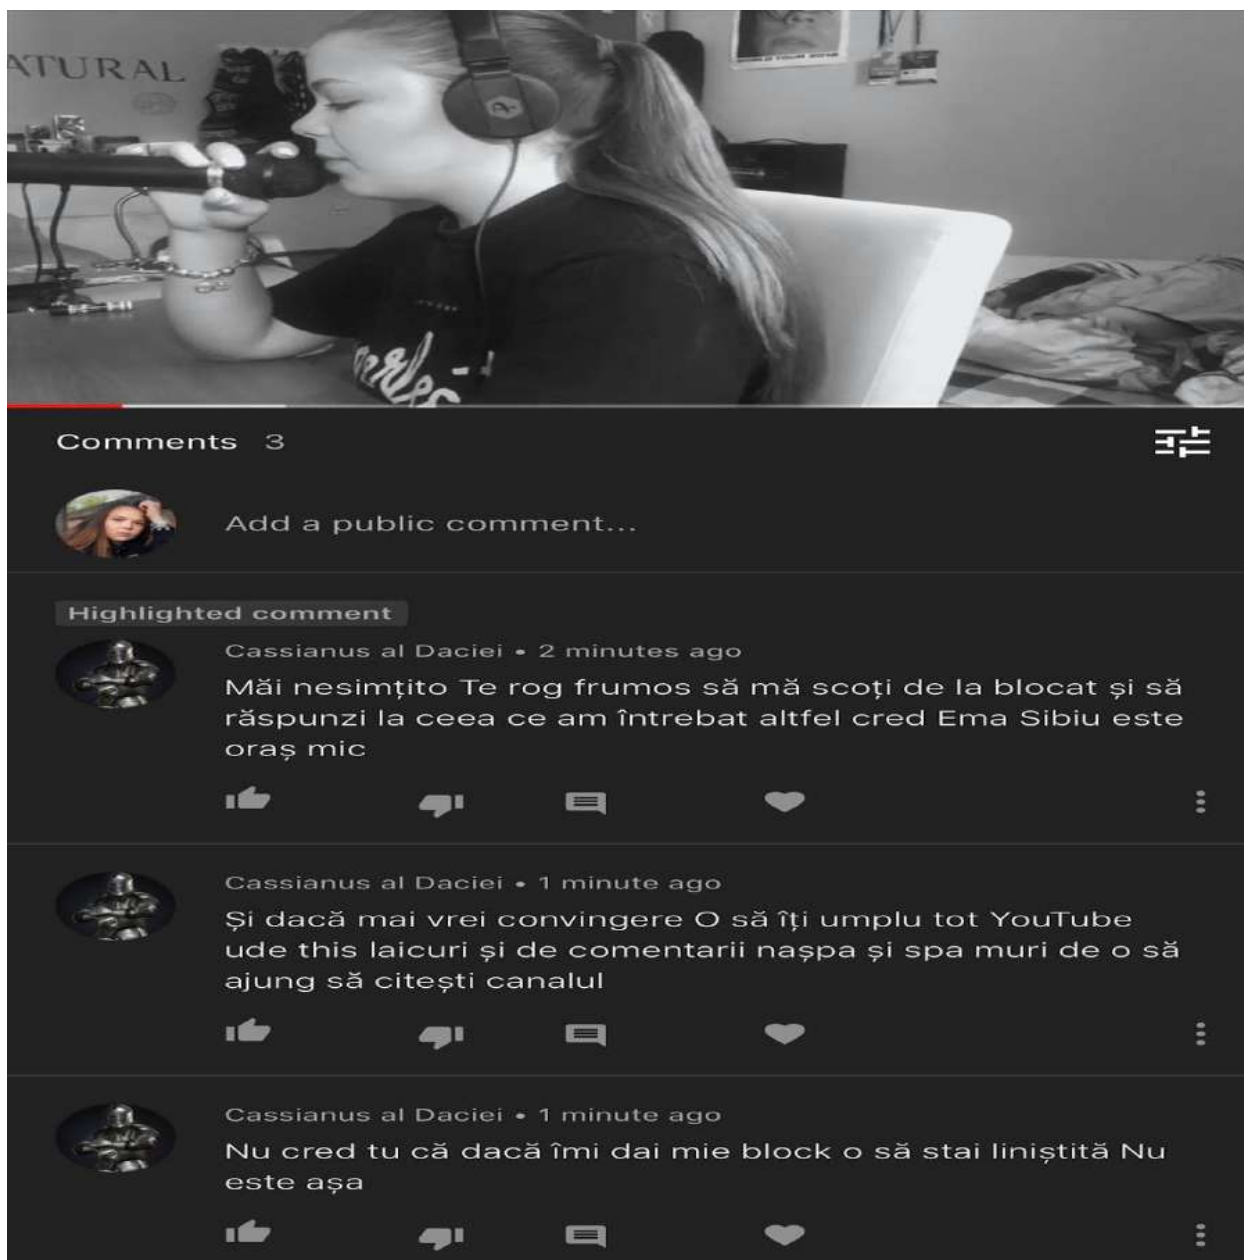 ATURAL
Comments 3
Add a public comment...
Highlighted comment
Cassianus al Daciei • 2 minutes ago
Măi nesimțito Te rog frumos să mă scoți de la blocat și să
răspunzi la ceea ce am întrebat altfel cred Ema Sibiu este
oraș mic
Cassianus al Daciei • 1 minute ago
Și dacă mai vrei convingere O să îți umplu tot YouTube
ude this laicuri și de comentarii nașpa și spa muri de o să
ajung să citești canalul
Cassianus al Daciei • 1 minute ago
Nu cred tu că dacă îmi dai mie block o să stai liniștită Nu
este așa